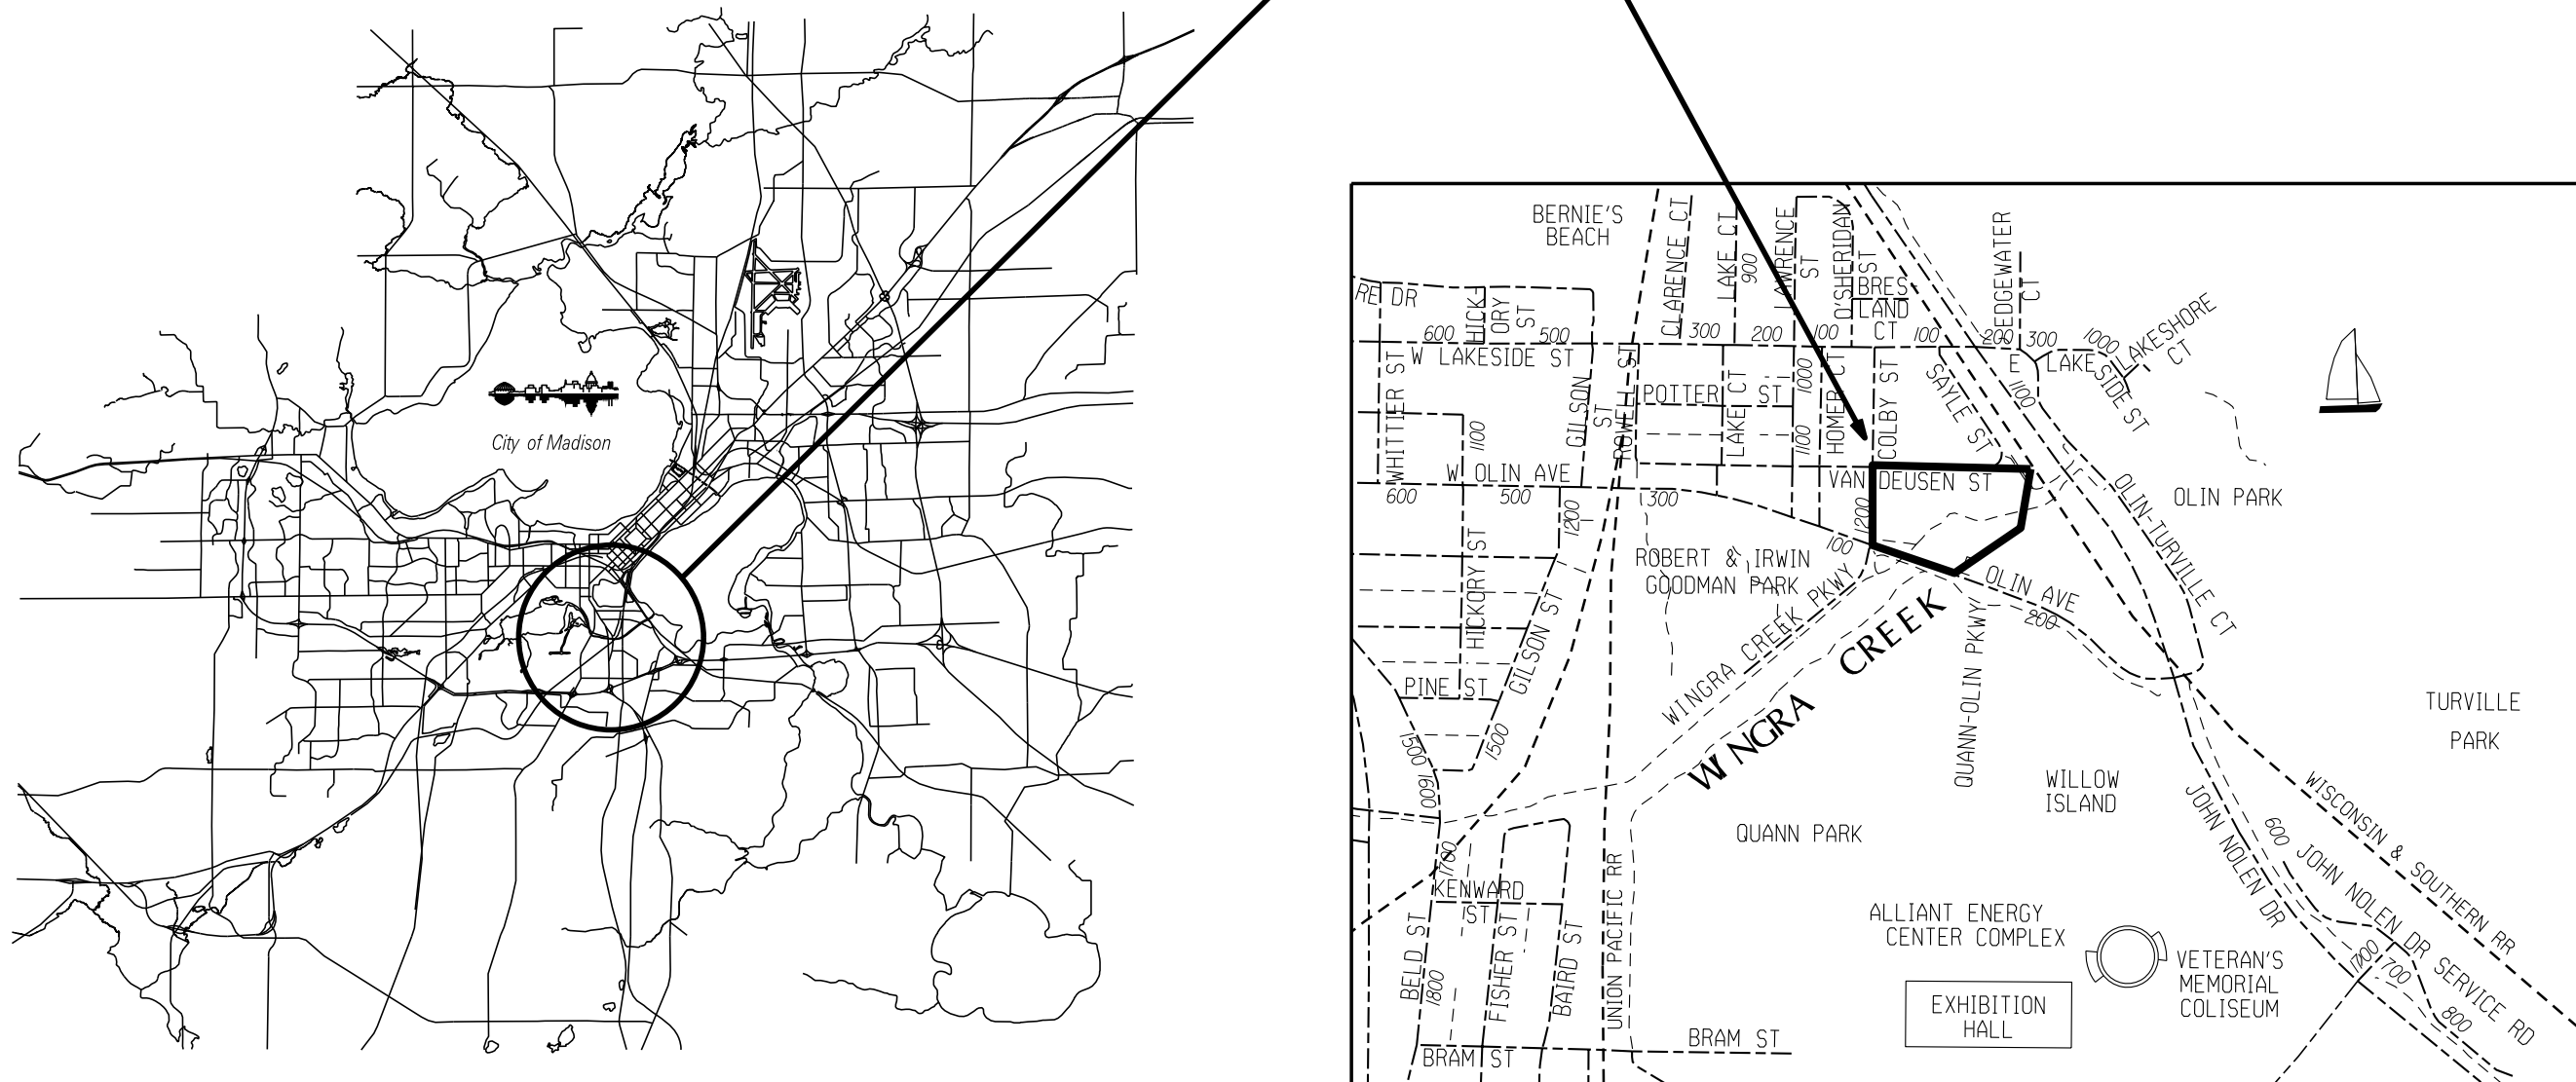 City of Madison
BERNIE'S
BEACH
CLARENCE CT
LAKE CT
900
LAWRENCE
ST
O'SHERIDAN
ST
BRES
LAND
CT
EDGEWATER
CT
RE DR
HICK
ORY
ST
600
500
300
200
100
100
200
300
1000
LAKESHORE
CT
W LAKESIDE ST
E
LAKE
SIDE ST
1100
WHITTIER ST
GILSON
ST
ROWELL ST
POTTER ST
LAKE CT
1000
HOMER CT
COLBY ST
SAYLE ST
1100
1100
W OLIN AVE
600
500
300
VAN DEUSEN ST
1200
1200
100
OLIN PARK
OLIN-TURVILLE CT
ROBERT & IRWIN
GOODMAN PARK
HICKORY ST
GILSON ST
WINGRA CREEK PKWY
WINGRA CREEK
OLIN AVE
200
QUANN-OLIN PKWY
PINE ST
1500
1500
1600
TURVILLE
PARK
WILLOW
ISLAND
QUANN PARK
JOHN NOLEN DR
600
WISCONSIN & SOUTHERN RR
JOHN NOLEN DR SERVICE RD
1700
KENWARD
ST
BELD ST
1800
FISHER ST
BAIRD ST
UNION PACIFIC RR
ALLIANT ENERGY
CENTER COMPLEX
VETERAN'S
MEMORIAL
COLISEUM
1700
700
800
EXHIBITION
HALL
BRAM ST
BRAM ST